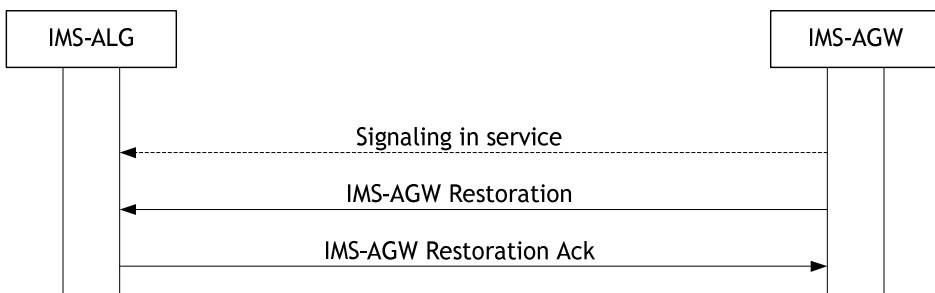 IMS-ALG
IMS-AGW
Signaling in service
IMS-AGW Restoration
IMS-AGW Restoration Ack